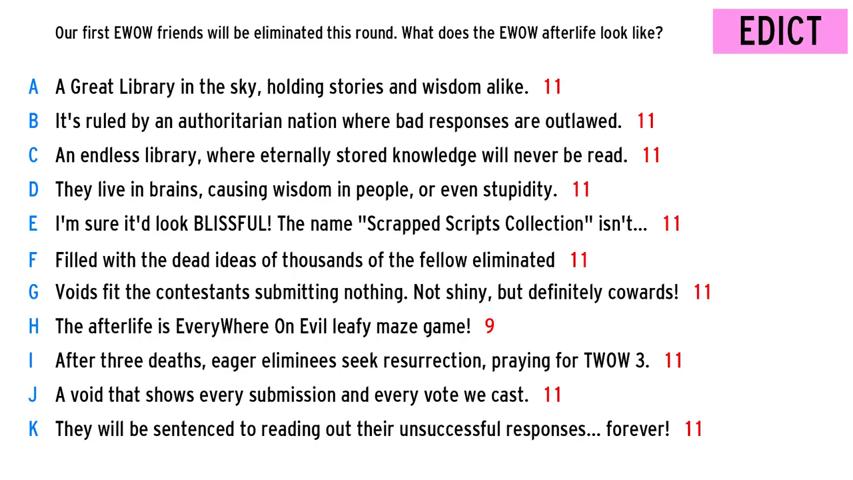 Our first EWOW friends will be eliminated this round. What does the EWOW afterlife look like?
EDICT
A A Great Library in the sky, holding stories and wisdom alike. 11
B It's ruled by an authoritarian nation where bad responses are outlawed. 11
C An endless library, where eternally stored knowledge will never be read. 11
D They live in brains, causing wisdom in people, or even stupidity. 11
E I'm sure it'd look BLISSFUL! The name "Scrapped Scripts Collection" isn't... 11
F Filled with the dead ideas of thousands of the fellow eliminated 11
G Voids fit the contestants submitting nothing. Not shiny, but definitely cowards! 11
H The afterlife is EveryWhere On Evil leafy maze game! 9
I After three deaths, eager eliminees seek resurrection, praying for TWOW 3. 11
J A void that shows every submission and every vote we cast. 11
K They will be sentenced to reading out their unsuccessful responses... forever! 11